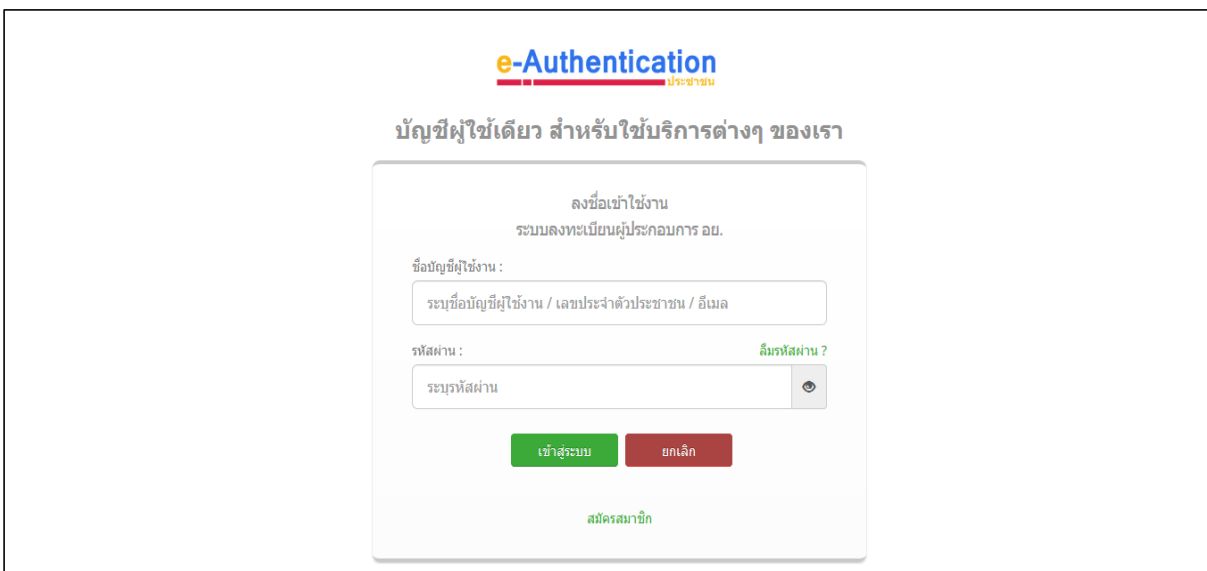 e-Authentication
ประชาชน
บัญชีผู้ใช้เดียว สำหรับใช้บริการต่างๆ ของเรา
ลงชื่อเข้าใช้งาน
ระบบลงทะเบียนผู้ประกอบการ อย.
ชื่อบัญชีผู้ใช้งาน :
ระบุชื่อบัญชีผู้ใช้งาน / เลขประจำตัวประชาชน / อีเมล
รหัสผ่าน : ลืมรหัสผ่าน ?
ระบุรหัสผ่าน
เข้าสู่ระบบ ยกเลิก
สมัครสมาชิก